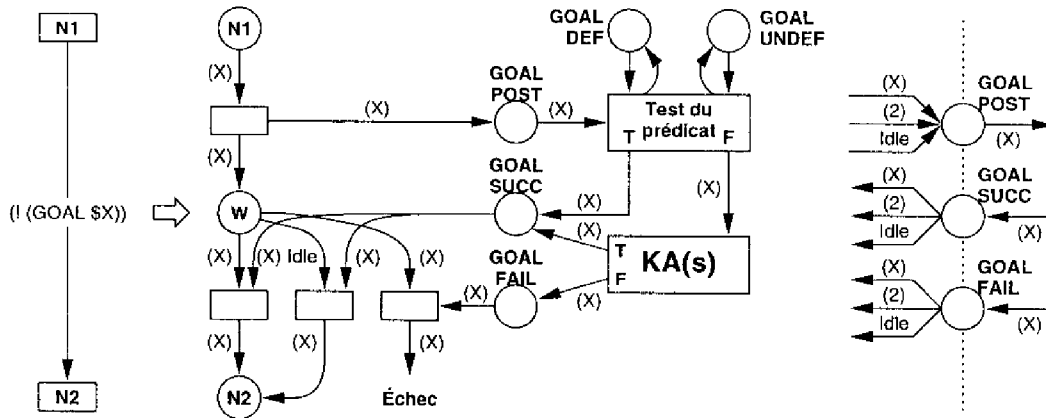 N1
(! (GOAL $X))
N2
N1
(X)
(X)
W
(X)
(X)
Idle
(X)
(X)
(X)
(X)
(X)
N2
Échec
(X)
GOAL
POST
(X)
GOAL
DEF
GOAL
UNDEF
Test du
prédicat
T F
GOAL
SUCC
(X)
(X)
(X)
KA(s)
T
F
GOAL
FAIL
(X)
(X)
(X)
(2)
Idle
GOAL
POST
(X)
(X)
(2)
Idle
GOAL
SUCC
(X)
(X)
(2)
Idle
GOAL
FAIL
(X)